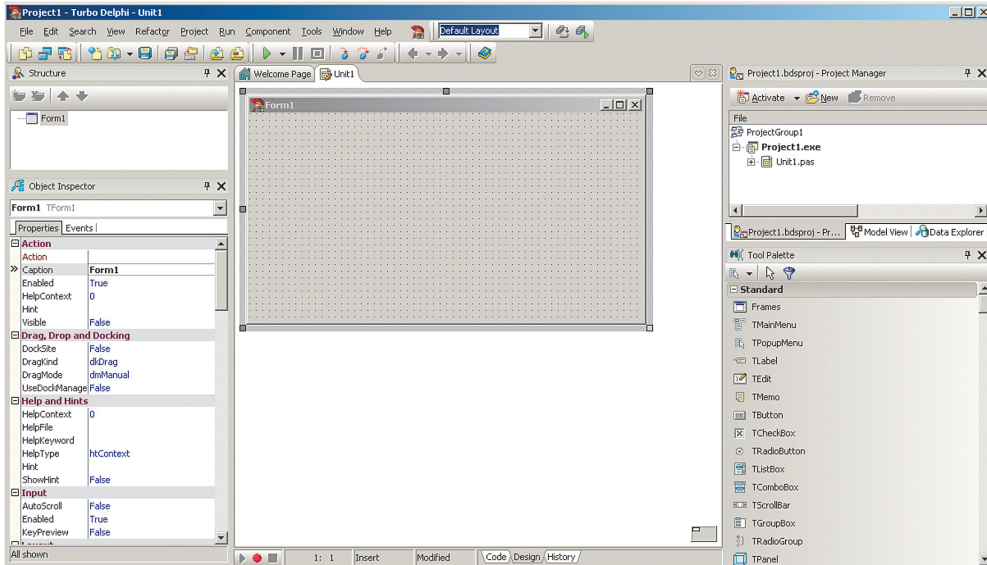 Project1 - Turbo Delphi - Unit1
File Edit Search View Refactor Project Run Component Tools Window Help Default Layout
Structure
Form1
Object Inspector
Form1 TForm1
Properties Events
Action
Action
Caption Form1
Enabled True
HelpContext 0
Hint
Visible False
Drag, Drop and Docking
DockSite False
DragKind dkDrag
DragMode dmManual
UseDockManage False
Help and Hints
HelpContext 0
HelpFile
HelpKeyword
HelpType htContext
Hint
ShowHint False
Input
AutoScroll False
Enabled True
KeyPreview False
All shown
Welcome Page Unit1
Form1
1: 1 Insert Modified Code Design History
Project1.bdsproj - Project Manager
Activate New Remove
File
ProjectGroup1
Project1.exe
Unit1.pas
Project1.bdsproj - Pr... Model View Data Explorer
Tool Palette
Standard
Frames
TMainMenu
TPopupMenu
TLabel
TEdit
TMemo
TButton
TCheckBox
TRadioButton
TListBox
TComboBox
TScrollBar
TGroupBox
TRadioGroup
TPanel